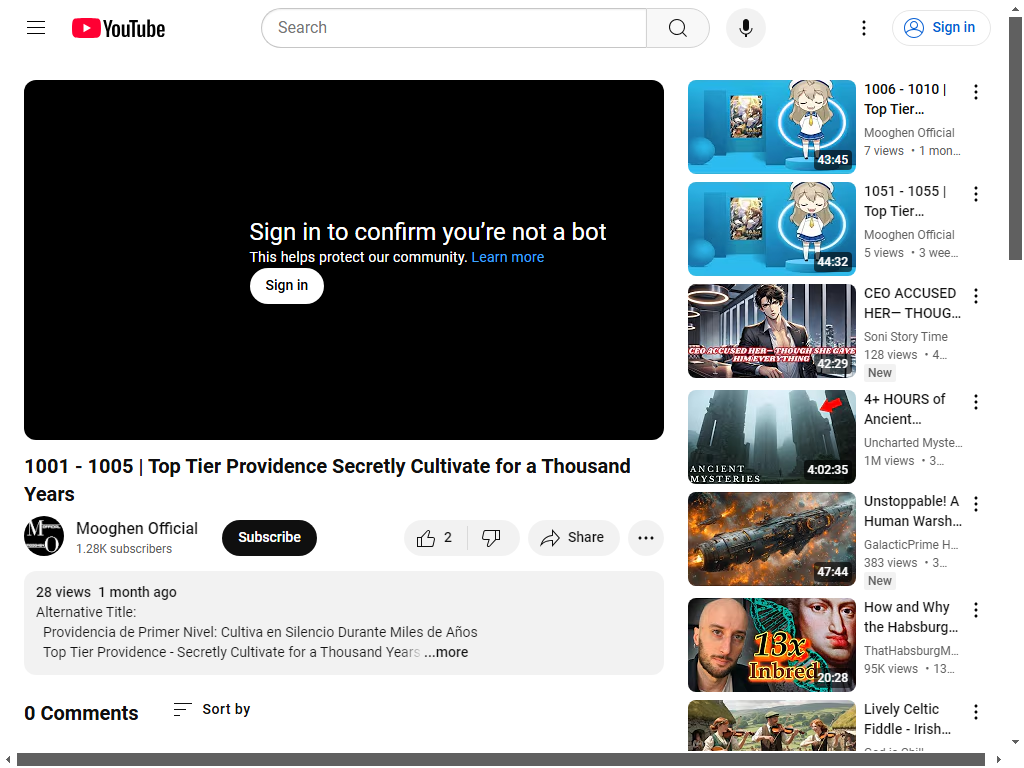 YouTube
Search
Sign in
Sign in to confirm you’re not a bot
This helps protect our community. Learn more
Sign in
1001 - 1005 | Top Tier Providence Secretly Cultivate for a Thousand
Years
Mooghen Official
1.28K subscribers
Subscribe
2
Share
28 views 1 month ago
Alternative Title:
Providencia de Primer Nivel: Cultiva en Silencio Durante Miles de Años
Top Tier Providence - Secretly Cultivate for a Thousand Years ...more
0 Comments
Sort by
43:45
1006 - 1010 |
Top Tier...
Mooghen Official
7 views • 1 mon...
44:32
1051 - 1055 |
Top Tier...
Mooghen Official
5 views • 3 wee...
CEO ACCUSED HER— THOUGH SHE GAVE
HIM EVERYTHING
42:29
CEO ACCUSED
HER— THOUG...
Soni Story Time
128 views • 4...
New
ANCIENT
MYSTERIES
4:02:35
4+ HOURS of
Ancient...
Uncharted Myste...
1M views • 3...
47:44
Unstoppable! A
Human Warsh...
GalacticPrime H...
383 views • 3...
New
13x
Inbred
20:28
How and Why
the Habsburg...
ThatHabsburgM...
95K views • 13...
Lively Celtic
Fiddle - Irish...